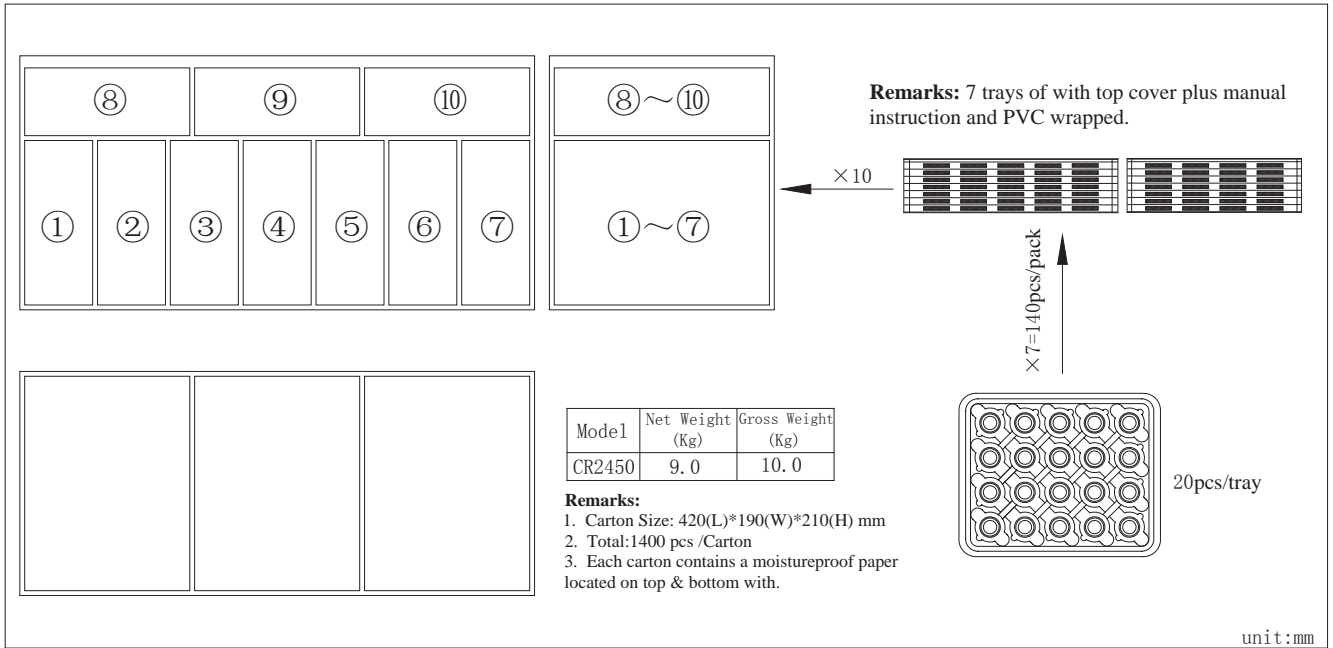 ⑧ ⑨ ⑩
① ② ③ ④ ⑤ ⑥ ⑦
⑧～⑩
①～⑦
×10
Remarks: 7 trays of with top cover plus manual
instruction and PVC wrapped.
×7=140pcs/pack
20pcs/tray
Model Net Weight (Kg) Gross Weight (Kg)
CR2450 9.0 10.0
Remarks:
1. Carton Size: 420(L)*190(W)*210(H) mm
2. Total:1400 pcs /Carton
3. Each carton contains a moistureproof paper
located on top & bottom with.
unit:mm